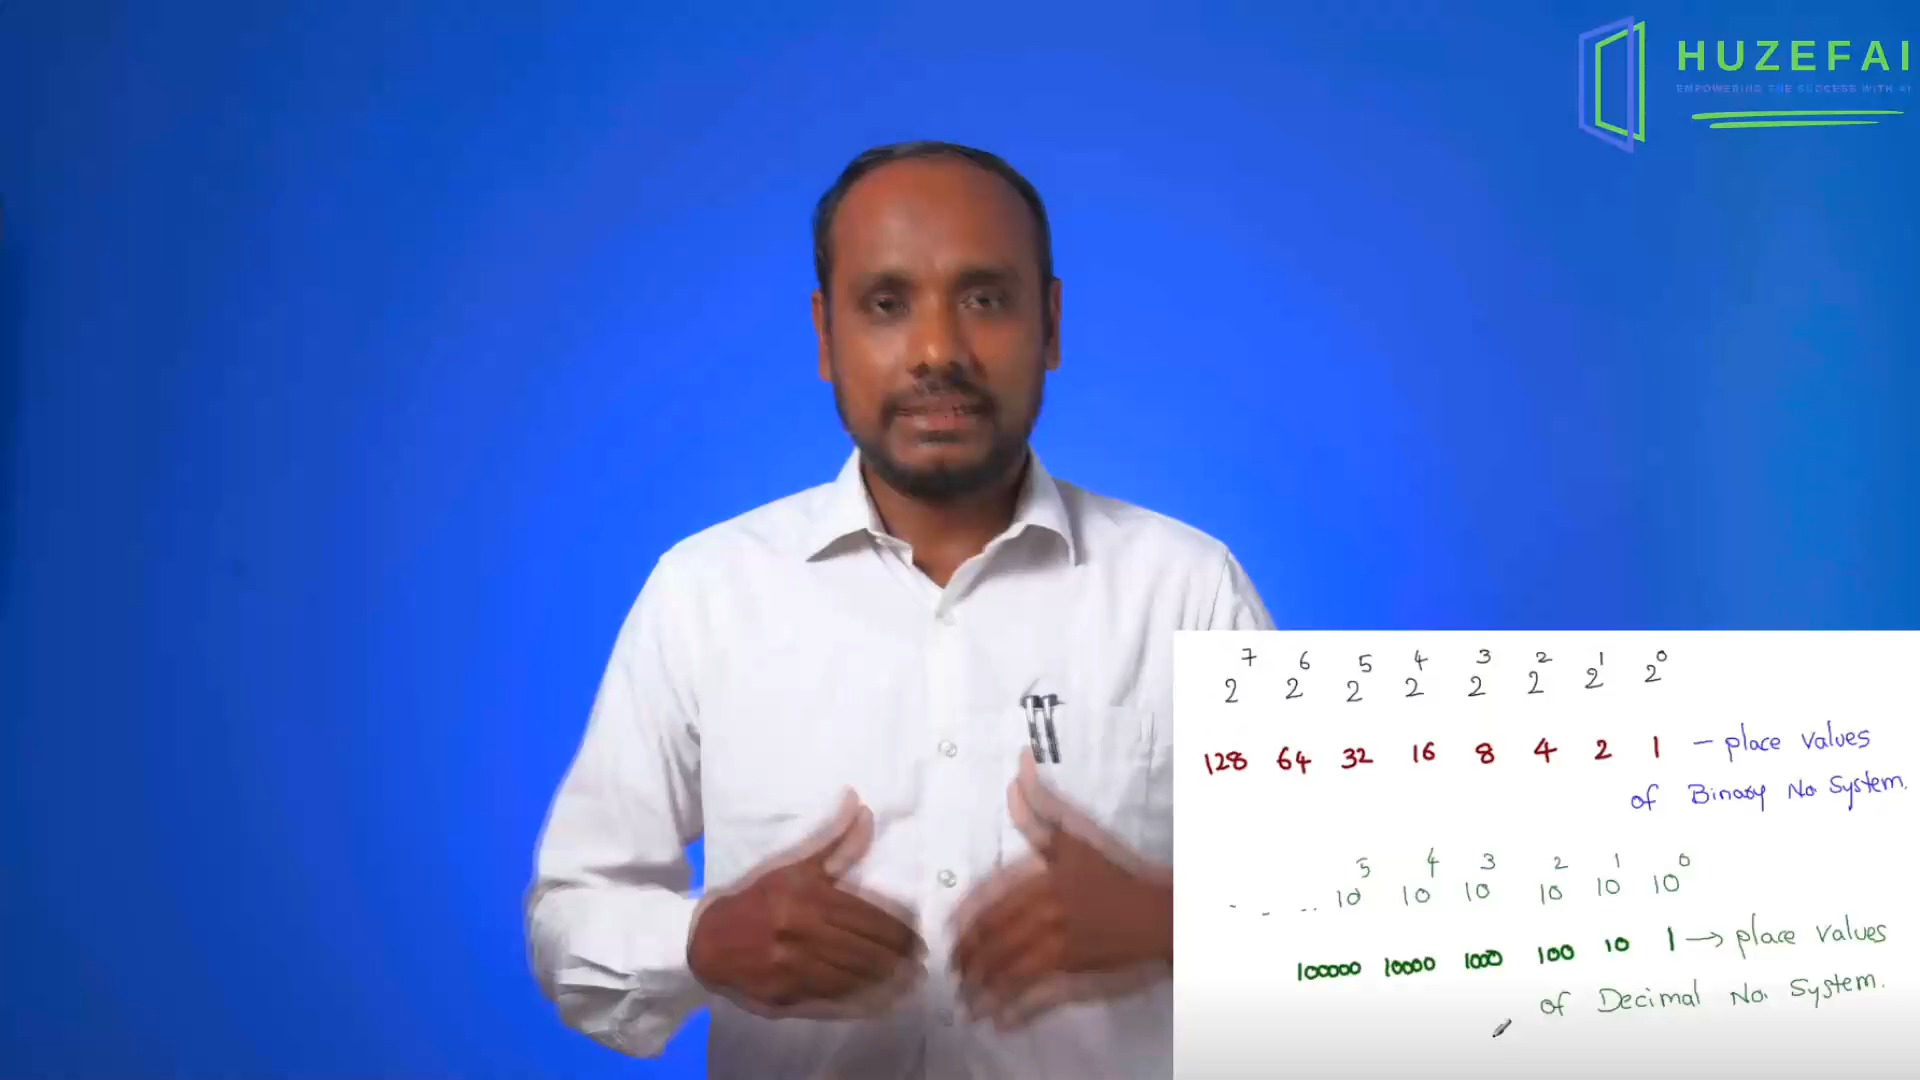 HUZEFAI
EMPOWERING THE SUCCESS WITH AI
2⁷ 2⁶ 2⁵ 2⁴ 2³ 2² 2¹ 2⁰
128 64 32 16 8 4 2 1 – place values
of Binary No System.
. - .. 10⁵ 10⁴ 10³ 10² 10¹ 10⁰
100000 10000 1000 100 10 1 → place values
of Decimal No. System.